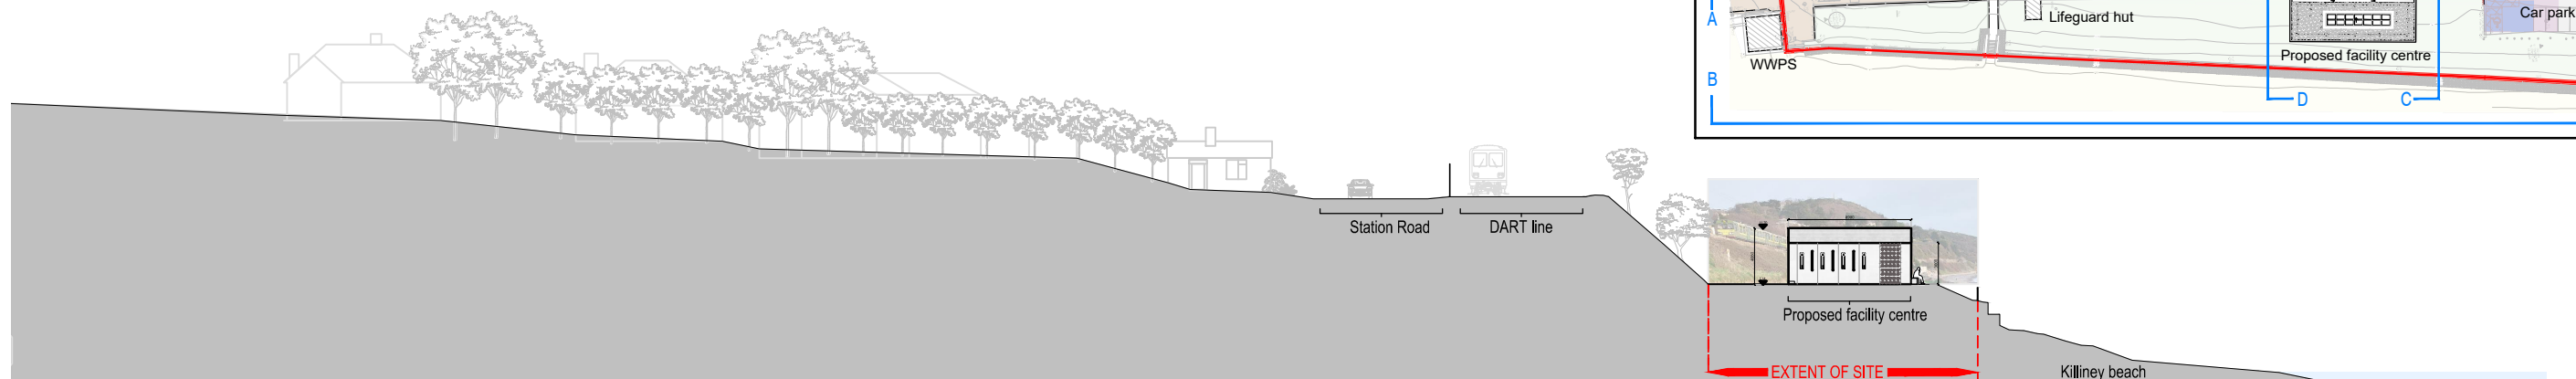 A
Lifeguard hut
Car park
WWPS
Proposed facility centre
B
D
C
Station Road
DART line
Proposed facility centre
EXTENT OF SITE
Killiney beach